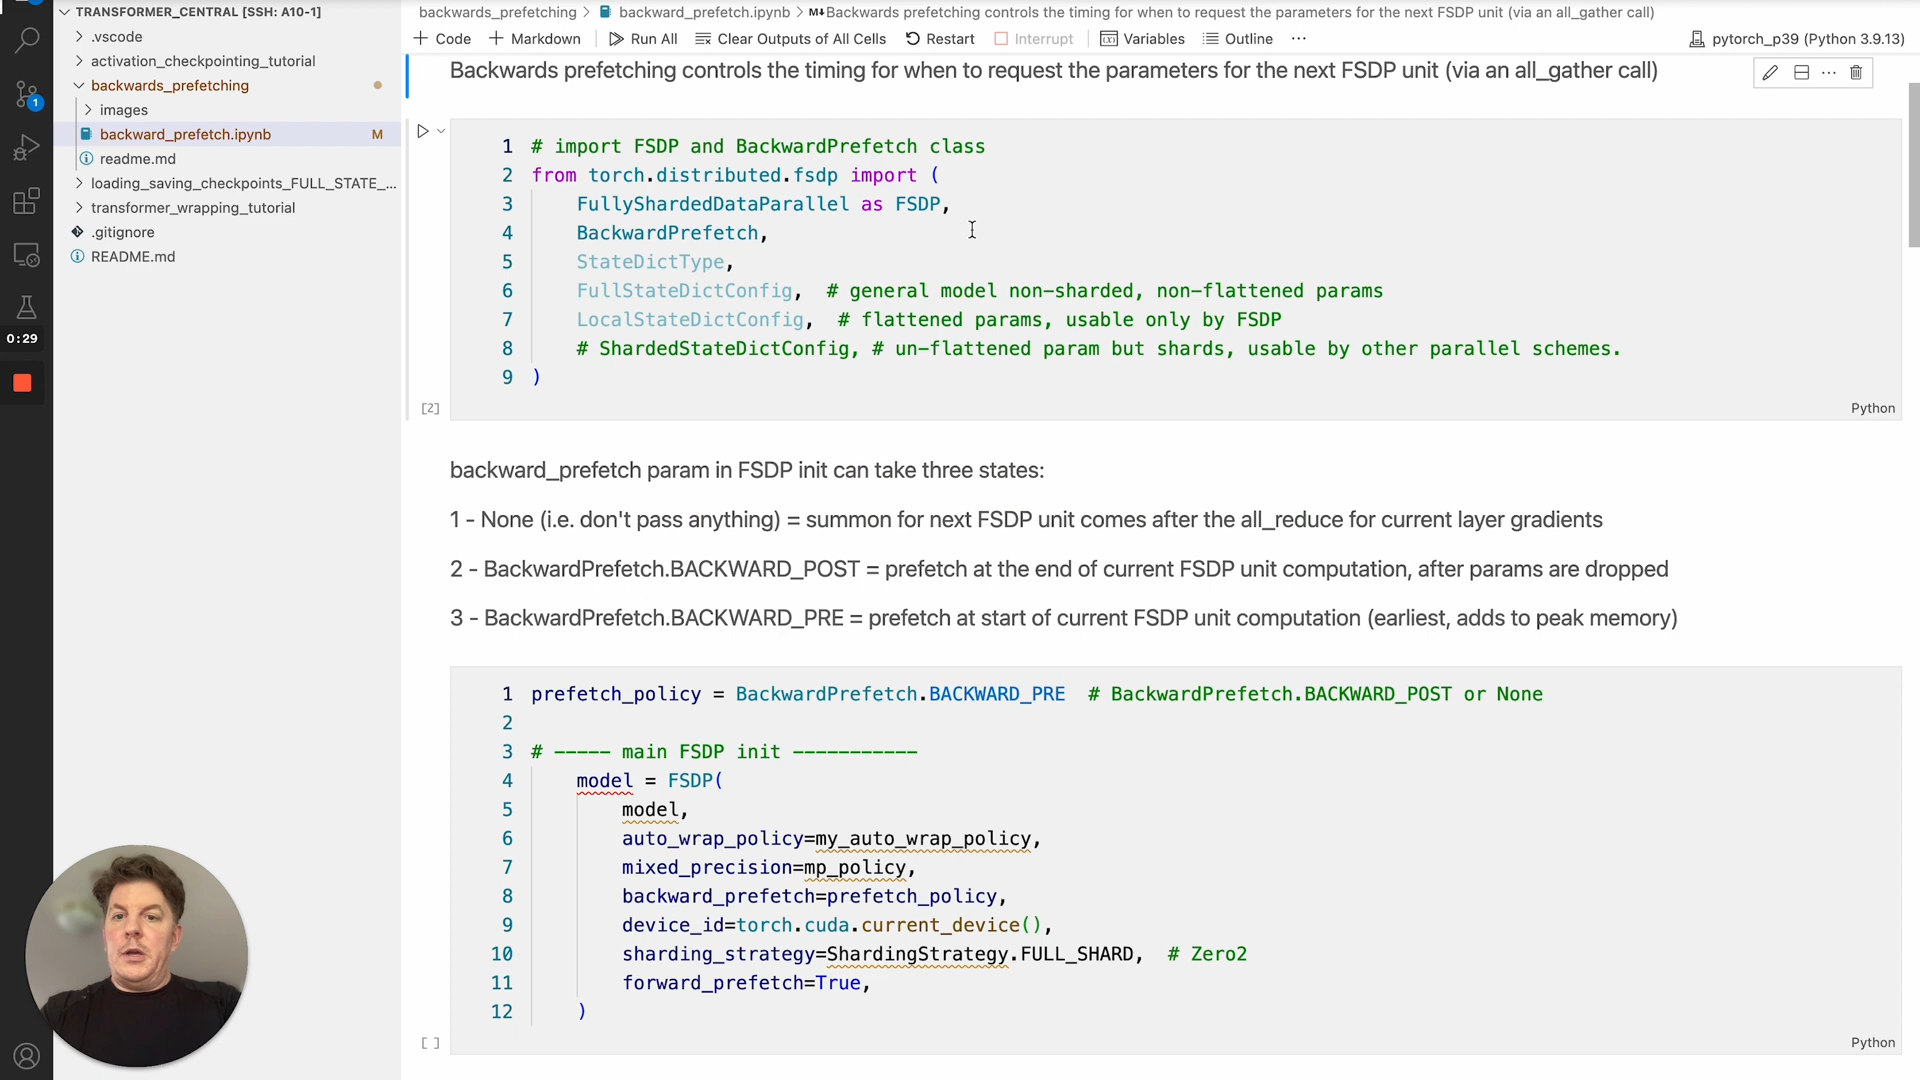 TRANSFORMER_CENTRAL [SSH: A10-1]
.vscode
activation_checkpointing_tutorial
backwards_prefetching
images
backward_prefetch.ipynb M
readme.md
loading_saving_checkpoints_FULL_STATE_...
transformer_wrapping_tutorial
.gitignore
README.md
1
0:29
backwards_prefetching > backward_prefetch.ipynb > M↓Backwards prefetching controls the timing for when to request the parameters for the next FSDP unit (via an all_gather call)
+ Code + Markdown Run All Clear Outputs of All Cells Restart Interrupt Variables Outline ... pytorch_p39 (Python 3.9.13)
Backwards prefetching controls the timing for when to request the parameters for the next FSDP unit (via an all_gather call)
1 # import FSDP and BackwardPrefetch class
2 from torch.distributed.fsdp import (
3 FullyShardedDataParallel as FSDP,
4 BackwardPrefetch,
5 StateDictType,
6 FullStateDictConfig, # general model non-sharded, non-flattened params
7 LocalStateDictConfig, # flattened params, usable only by FSDP
8 # ShardedStateDictConfig, # un-flattened param but shards, usable by other parallel schemes.
9 )
[2] Python
backward_prefetch param in FSDP init can take three states:
1 - None (i.e. don't pass anything) = summon for next FSDP unit comes after the all_reduce for current layer gradients
2 - BackwardPrefetch.BACKWARD_POST = prefetch at the end of current FSDP unit computation, after params are dropped
3 - BackwardPrefetch.BACKWARD_PRE = prefetch at start of current FSDP unit computation (earliest, adds to peak memory)
1 prefetch_policy = BackwardPrefetch.BACKWARD_PRE # BackwardPrefetch.BACKWARD_POST or None
2
3 # ----- main FSDP init -----------
4 model = FSDP(
5 model,
6 auto_wrap_policy=my_auto_wrap_policy,
7 mixed_precision=mp_policy,
8 backward_prefetch=prefetch_policy,
9 device_id=torch.cuda.current_device(),
10 sharding_strategy=ShardingStrategy.FULL_SHARD, # Zero2
11 forward_prefetch=True,
12 )
[ ] Python